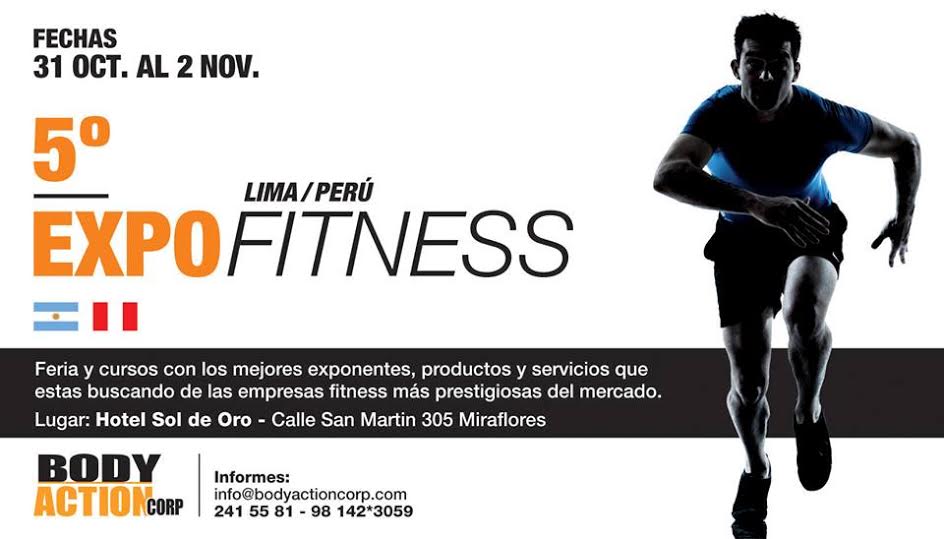 FECHAS
31 OCT. AL 2 NOV.
5º
LIMA / PERÚ
EXPOFITNESS
Feria y cursos con los mejores exponentes, productos y servicios que
estas buscando de las empresas fitness más prestigiosas del mercado.
Lugar: Hotel Sol de Oro - Calle San Martin 305 Miraflores
BODY
ACTION CORP
Informes:
info@bodyactioncorp.com
241 55 81 - 98 142*3059